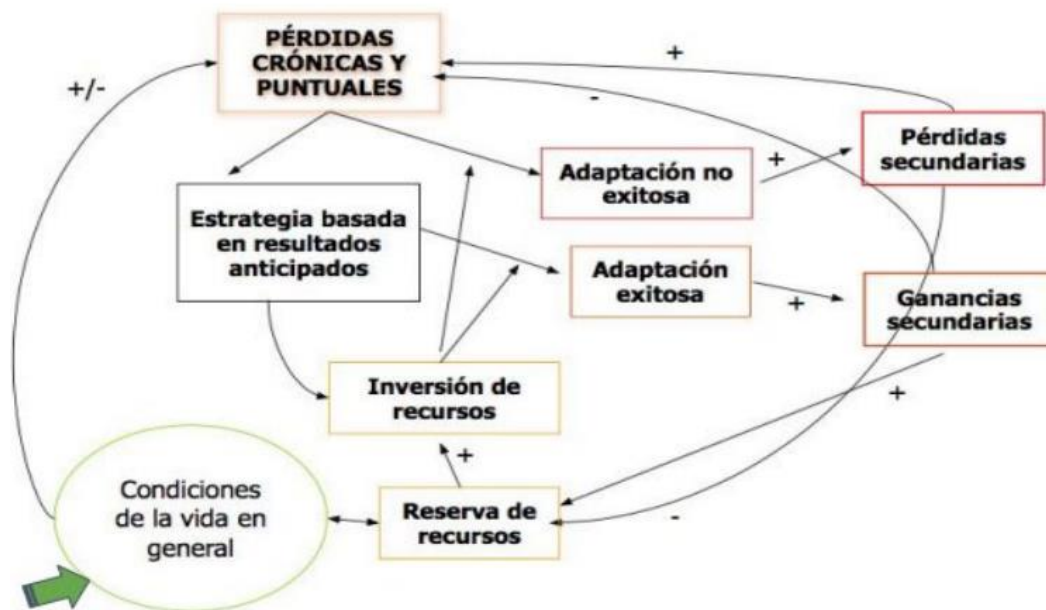 PÉRDIDAS
CRÓNICAS Y
PUNTUALES
+
+/-
-
Pérdidas
secundarias
Adaptación no
exitosa
+
Estrategia basada
en resultados
anticipados
Adaptación
exitosa
+
Ganancias
secundarias
Inversión de
recursos
+
+
Condiciones
de la vida en
general
Reserva de
recursos
-